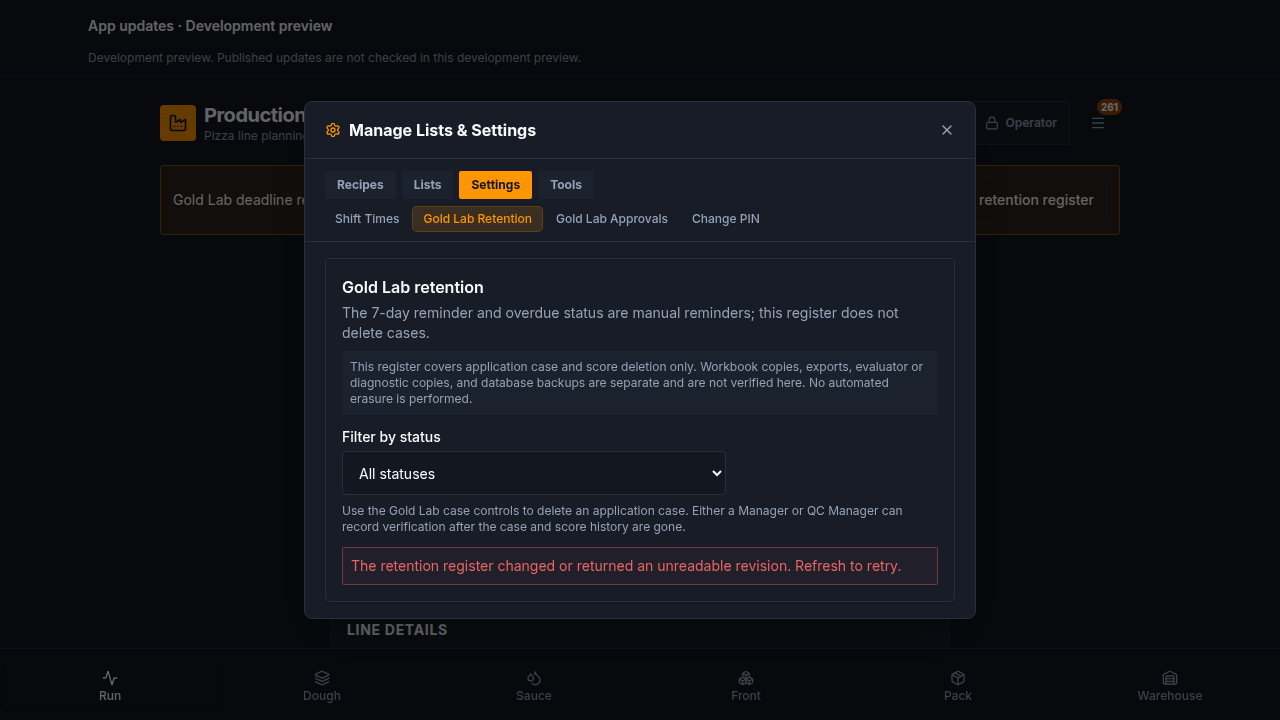 App updates · Development preview
Development preview. Published updates are not checked in this development preview.
Production
Pizza line planning
Operator
261
Gold Lab deadline re
retention register
Manage Lists & Settings
Recipes
Lists
Settings
Tools
Shift Times
Gold Lab Retention
Gold Lab Approvals
Change PIN
Gold Lab retention
The 7-day reminder and overdue status are manual reminders; this register does not
delete cases.
This register covers application case and score deletion only. Workbook copies, exports, evaluator or
diagnostic copies, and database backups are separate and are not verified here. No automated
erasure is performed.
Filter by status
All statuses
Use the Gold Lab case controls to delete an application case. Either a Manager or QC Manager can
record verification after the case and score history are gone.
The retention register changed or returned an unreadable revision. Refresh to retry.
LINE DETAILS
Run
Dough
Sauce
Front
Pack
Warehouse